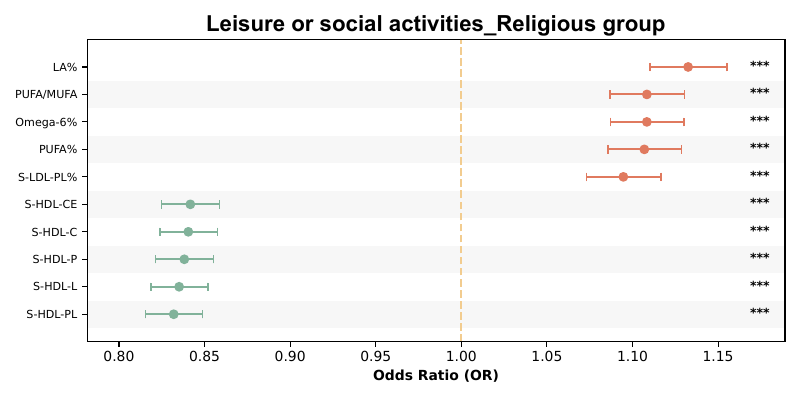 Leisure or social activities_Religious group
LA% ***
PUFA/MUFA ***
Omega-6% ***
PUFA% ***
S-LDL-PL% ***
S-HDL-CE ***
S-HDL-C ***
S-HDL-P ***
S-HDL-L ***
S-HDL-PL ***
0.80 0.85 0.90 0.95 1.00 1.05 1.10 1.15
Odds Ratio (OR)